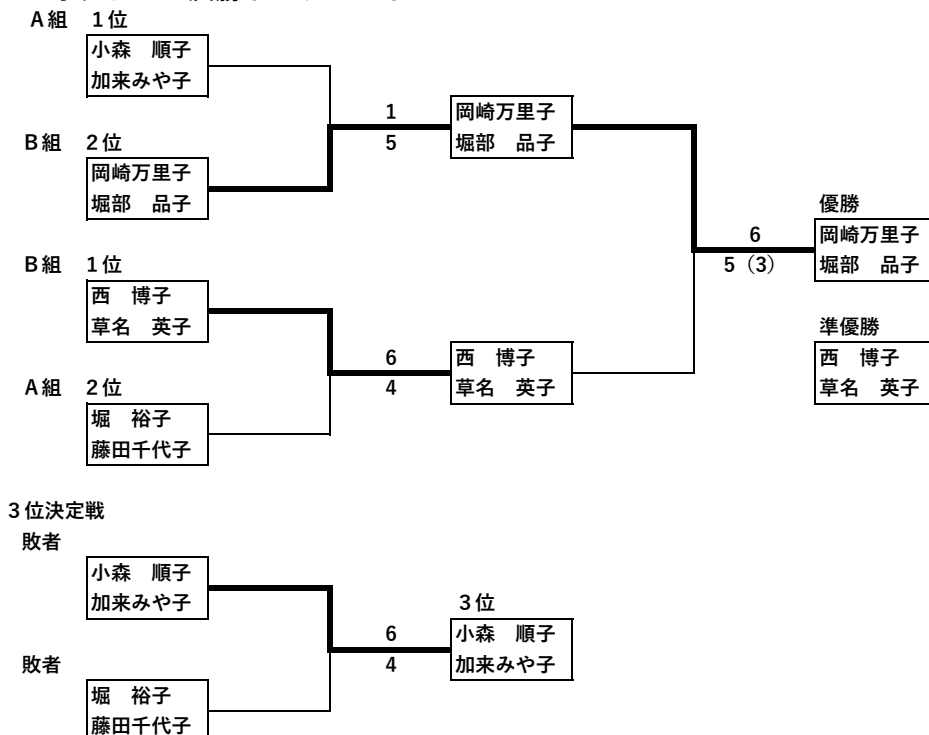 A組　1位
小森　順子
加来みや子
B組　2位
岡崎万里子
堀部　品子
1
5
岡崎万里子
堀部　品子
B組　1位
西　博子
草名　英子
A組　2位
堀　裕子
藤田千代子
6
4
西　博子
草名　英子
6
5（3）
優勝
岡崎万里子
堀部　品子
準優勝
西　博子
草名　英子
3位決定戦
敗者
小森　順子
加来みや子
敗者
堀　裕子
藤田千代子
6
4
3位
小森　順子
加来みや子